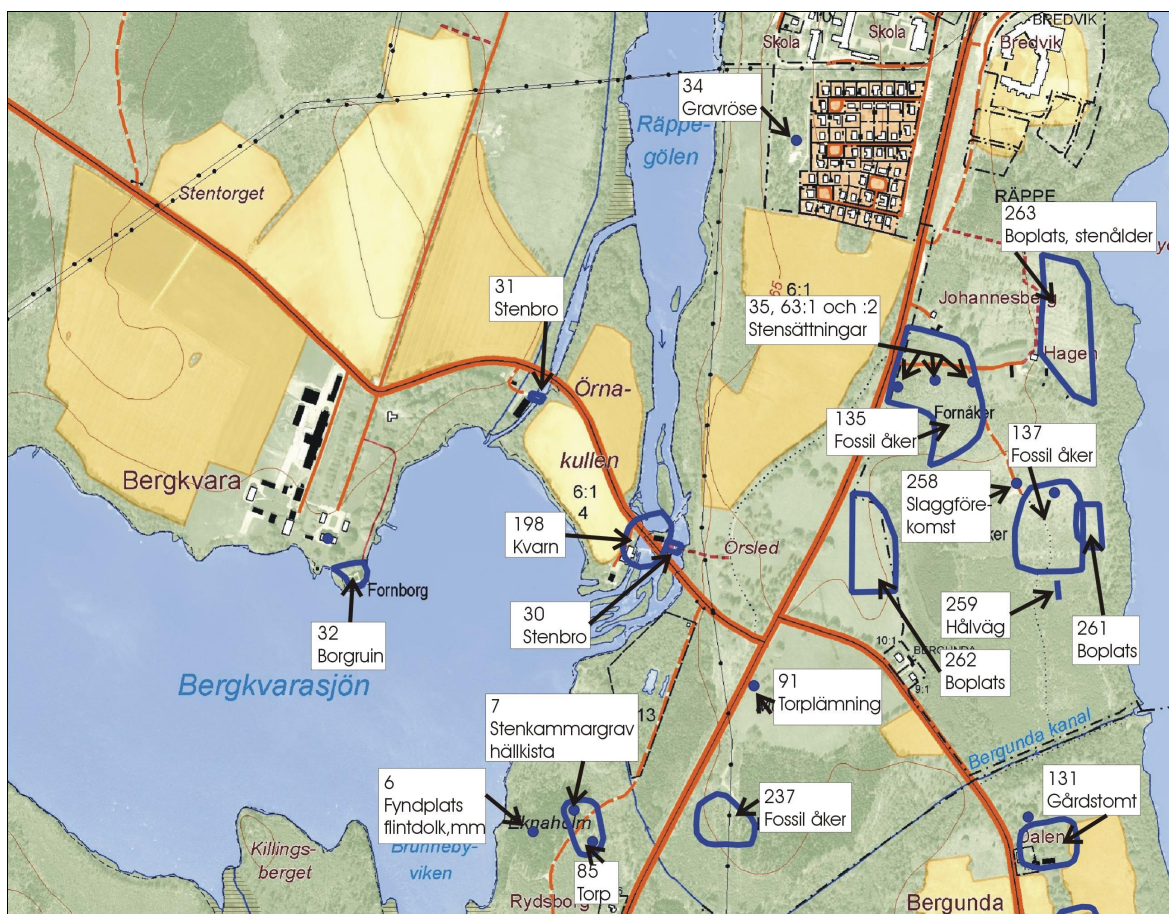 BREDVIK
Skola
Skola
Bredvik
34
Gravröse
Räppe-
gölen
Stentorget
RÄPPE
263
Boplats, stenålder
31
Stenbro
6:1
65
35, 63:1 och :2
Stensättningar
Johannesberg
Hagen
Örna-
kullen
6:1
4
135
Fossil åker
Fornåker
137
Fossil åker
Bergkvara
258
Slaggföre-
komst
198
Kvarn
Örsled
Fornborg
32
Borgruin
30
Stenbro
259
Hålväg
261
Boplats
10:1
BERGUNDA
9:1
262
Boplats
Bergkvarasjön
91
Torplämning
7
Stenkammargrav
hällkista
13
Bergunda kanal
6
Fyndplats
flintdolk,mm
Eknaholm
237
Fossil åker
131
Gårdstomt
Dalen
Killings-
berget
Brunneby-
viken
85
Torp
Rydsborg
Bergunda